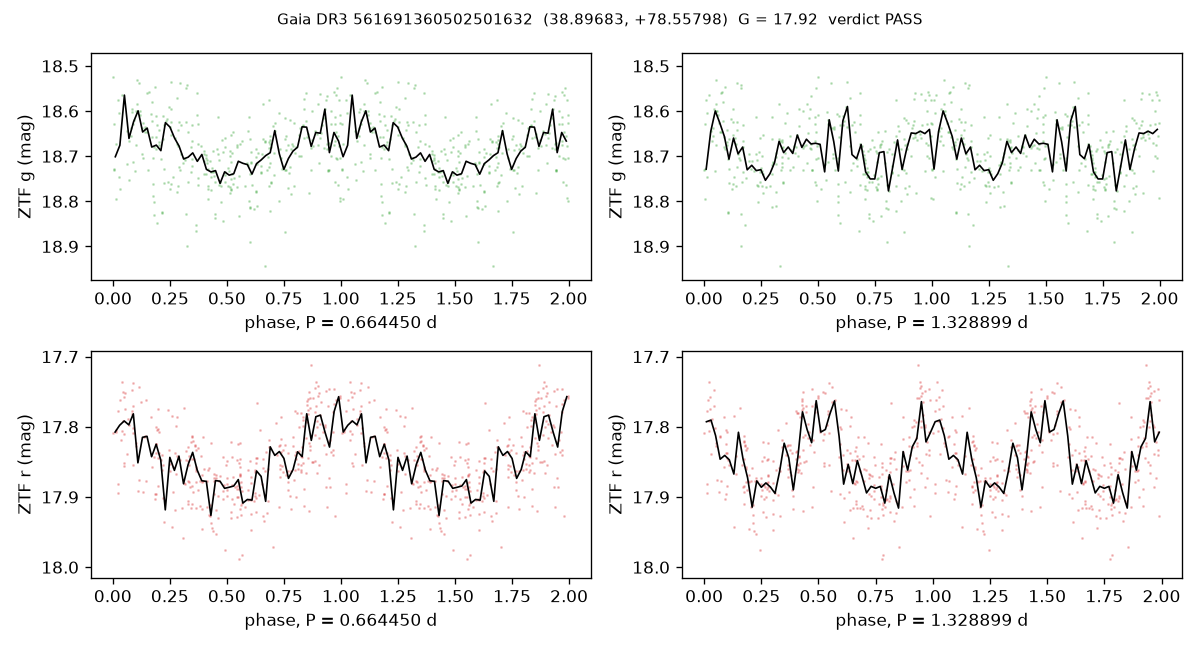 Gaia DR3 561691360502501632 (38.89683, +78.55798) G = 17.92 verdict PASS
ZTF g (mag)
18.5
18.6
18.7
18.8
18.9
0.00 0.25 0.50 0.75 1.00 1.25 1.50 1.75 2.00
phase, P = 0.664450 d
ZTF g (mag)
18.5
18.6
18.7
18.8
18.9
0.00 0.25 0.50 0.75 1.00 1.25 1.50 1.75 2.00
phase, P = 1.328899 d
ZTF r (mag)
17.7
17.8
17.9
18.0
0.00 0.25 0.50 0.75 1.00 1.25 1.50 1.75 2.00
phase, P = 0.664450 d
ZTF r (mag)
17.7
17.8
17.9
18.0
0.00 0.25 0.50 0.75 1.00 1.25 1.50 1.75 2.00
phase, P = 1.328899 d